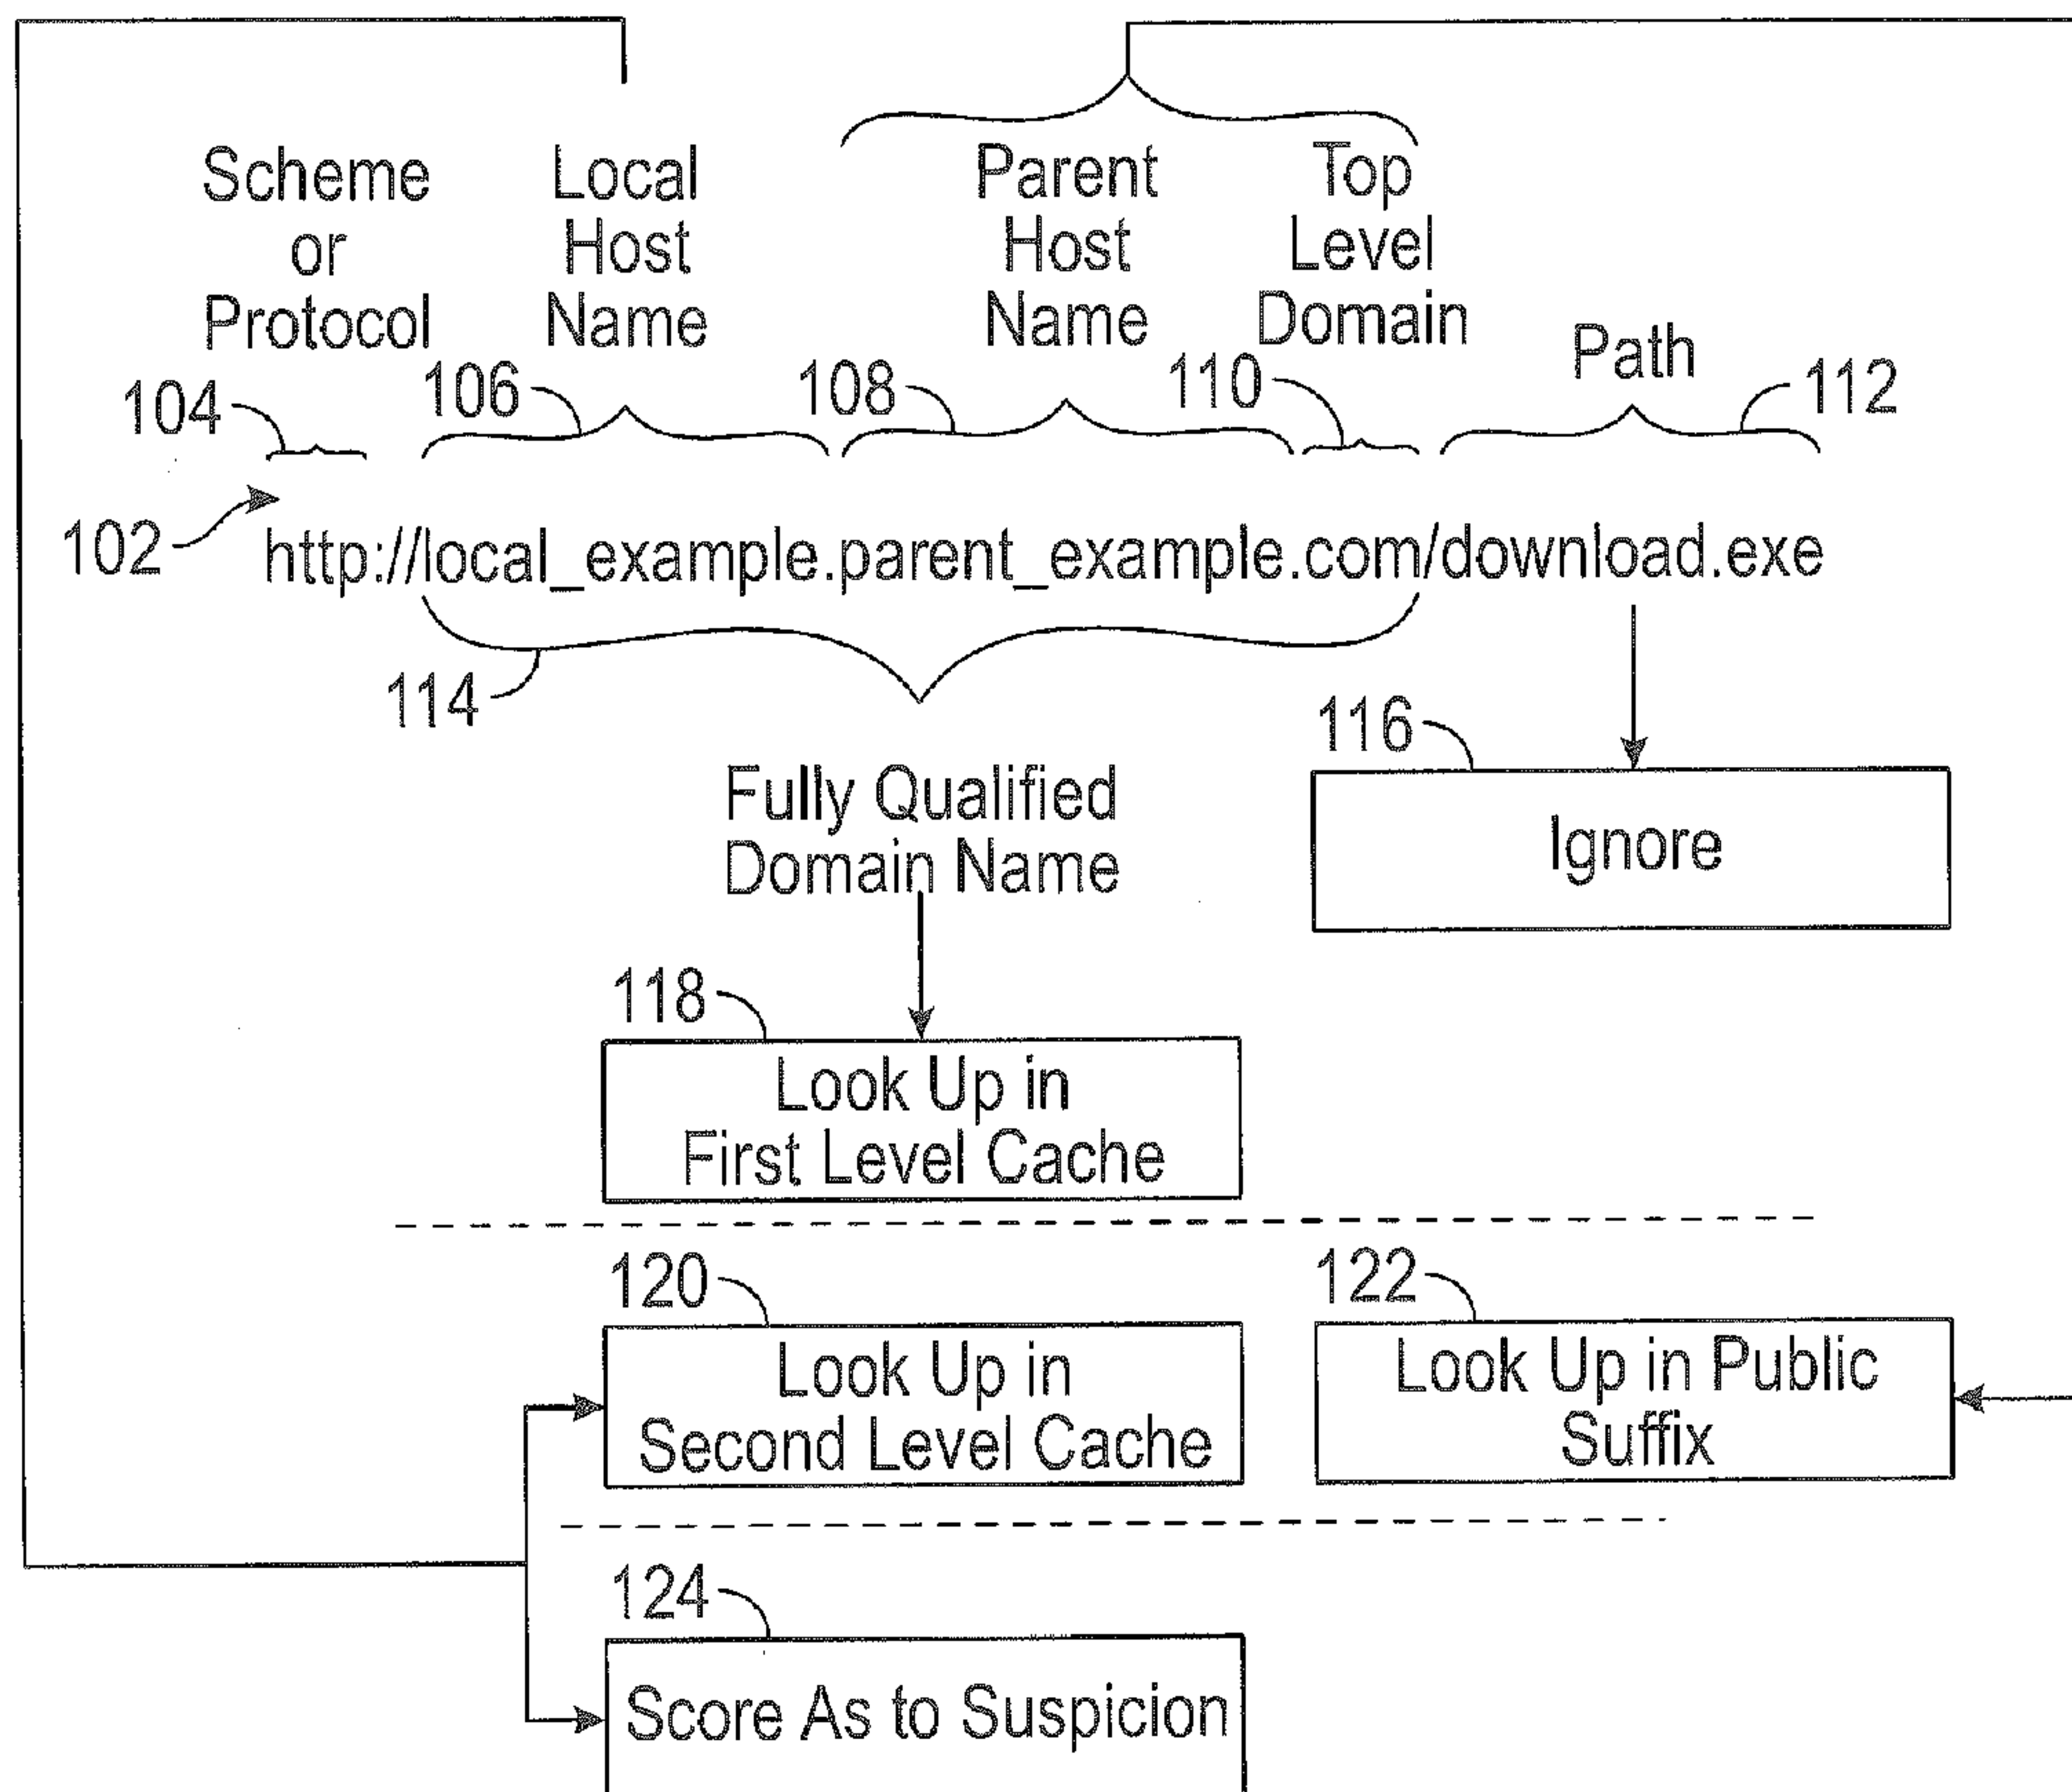 Scheme
or
Protocol
Local
Host
Name
Parent
Host
Name
Top
Level
Domain
Path
104
106
108
110
112
102
http://local_example.parent_example.com/download.exe
114
116
Fully Qualified
Domain Name
Ignore
118
Look Up in
First Level Cache
120
Look Up in
Second Level Cache
122
Look Up in Public
Suffix
124
Score As to Suspicion